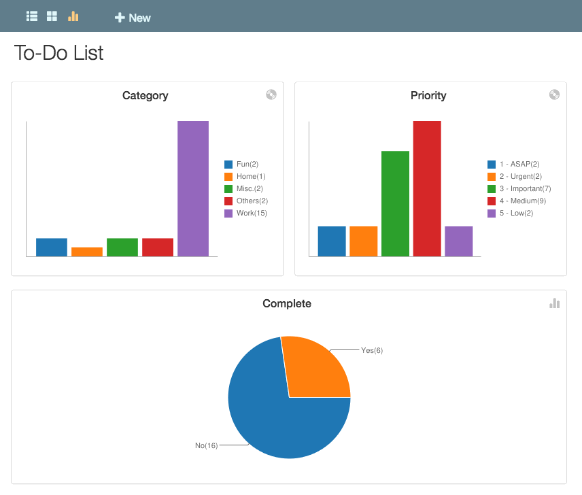 New
To-Do List
Category
Fun(2)
Home(1)
Misc.(2)
Others(2)
Work(15)
Priority
1 - ASAP(2)
2 - Urgent(2)
3 - Important(7)
4 - Medium(9)
5 - Low(2)
Complete
Yes(6)
No(16)